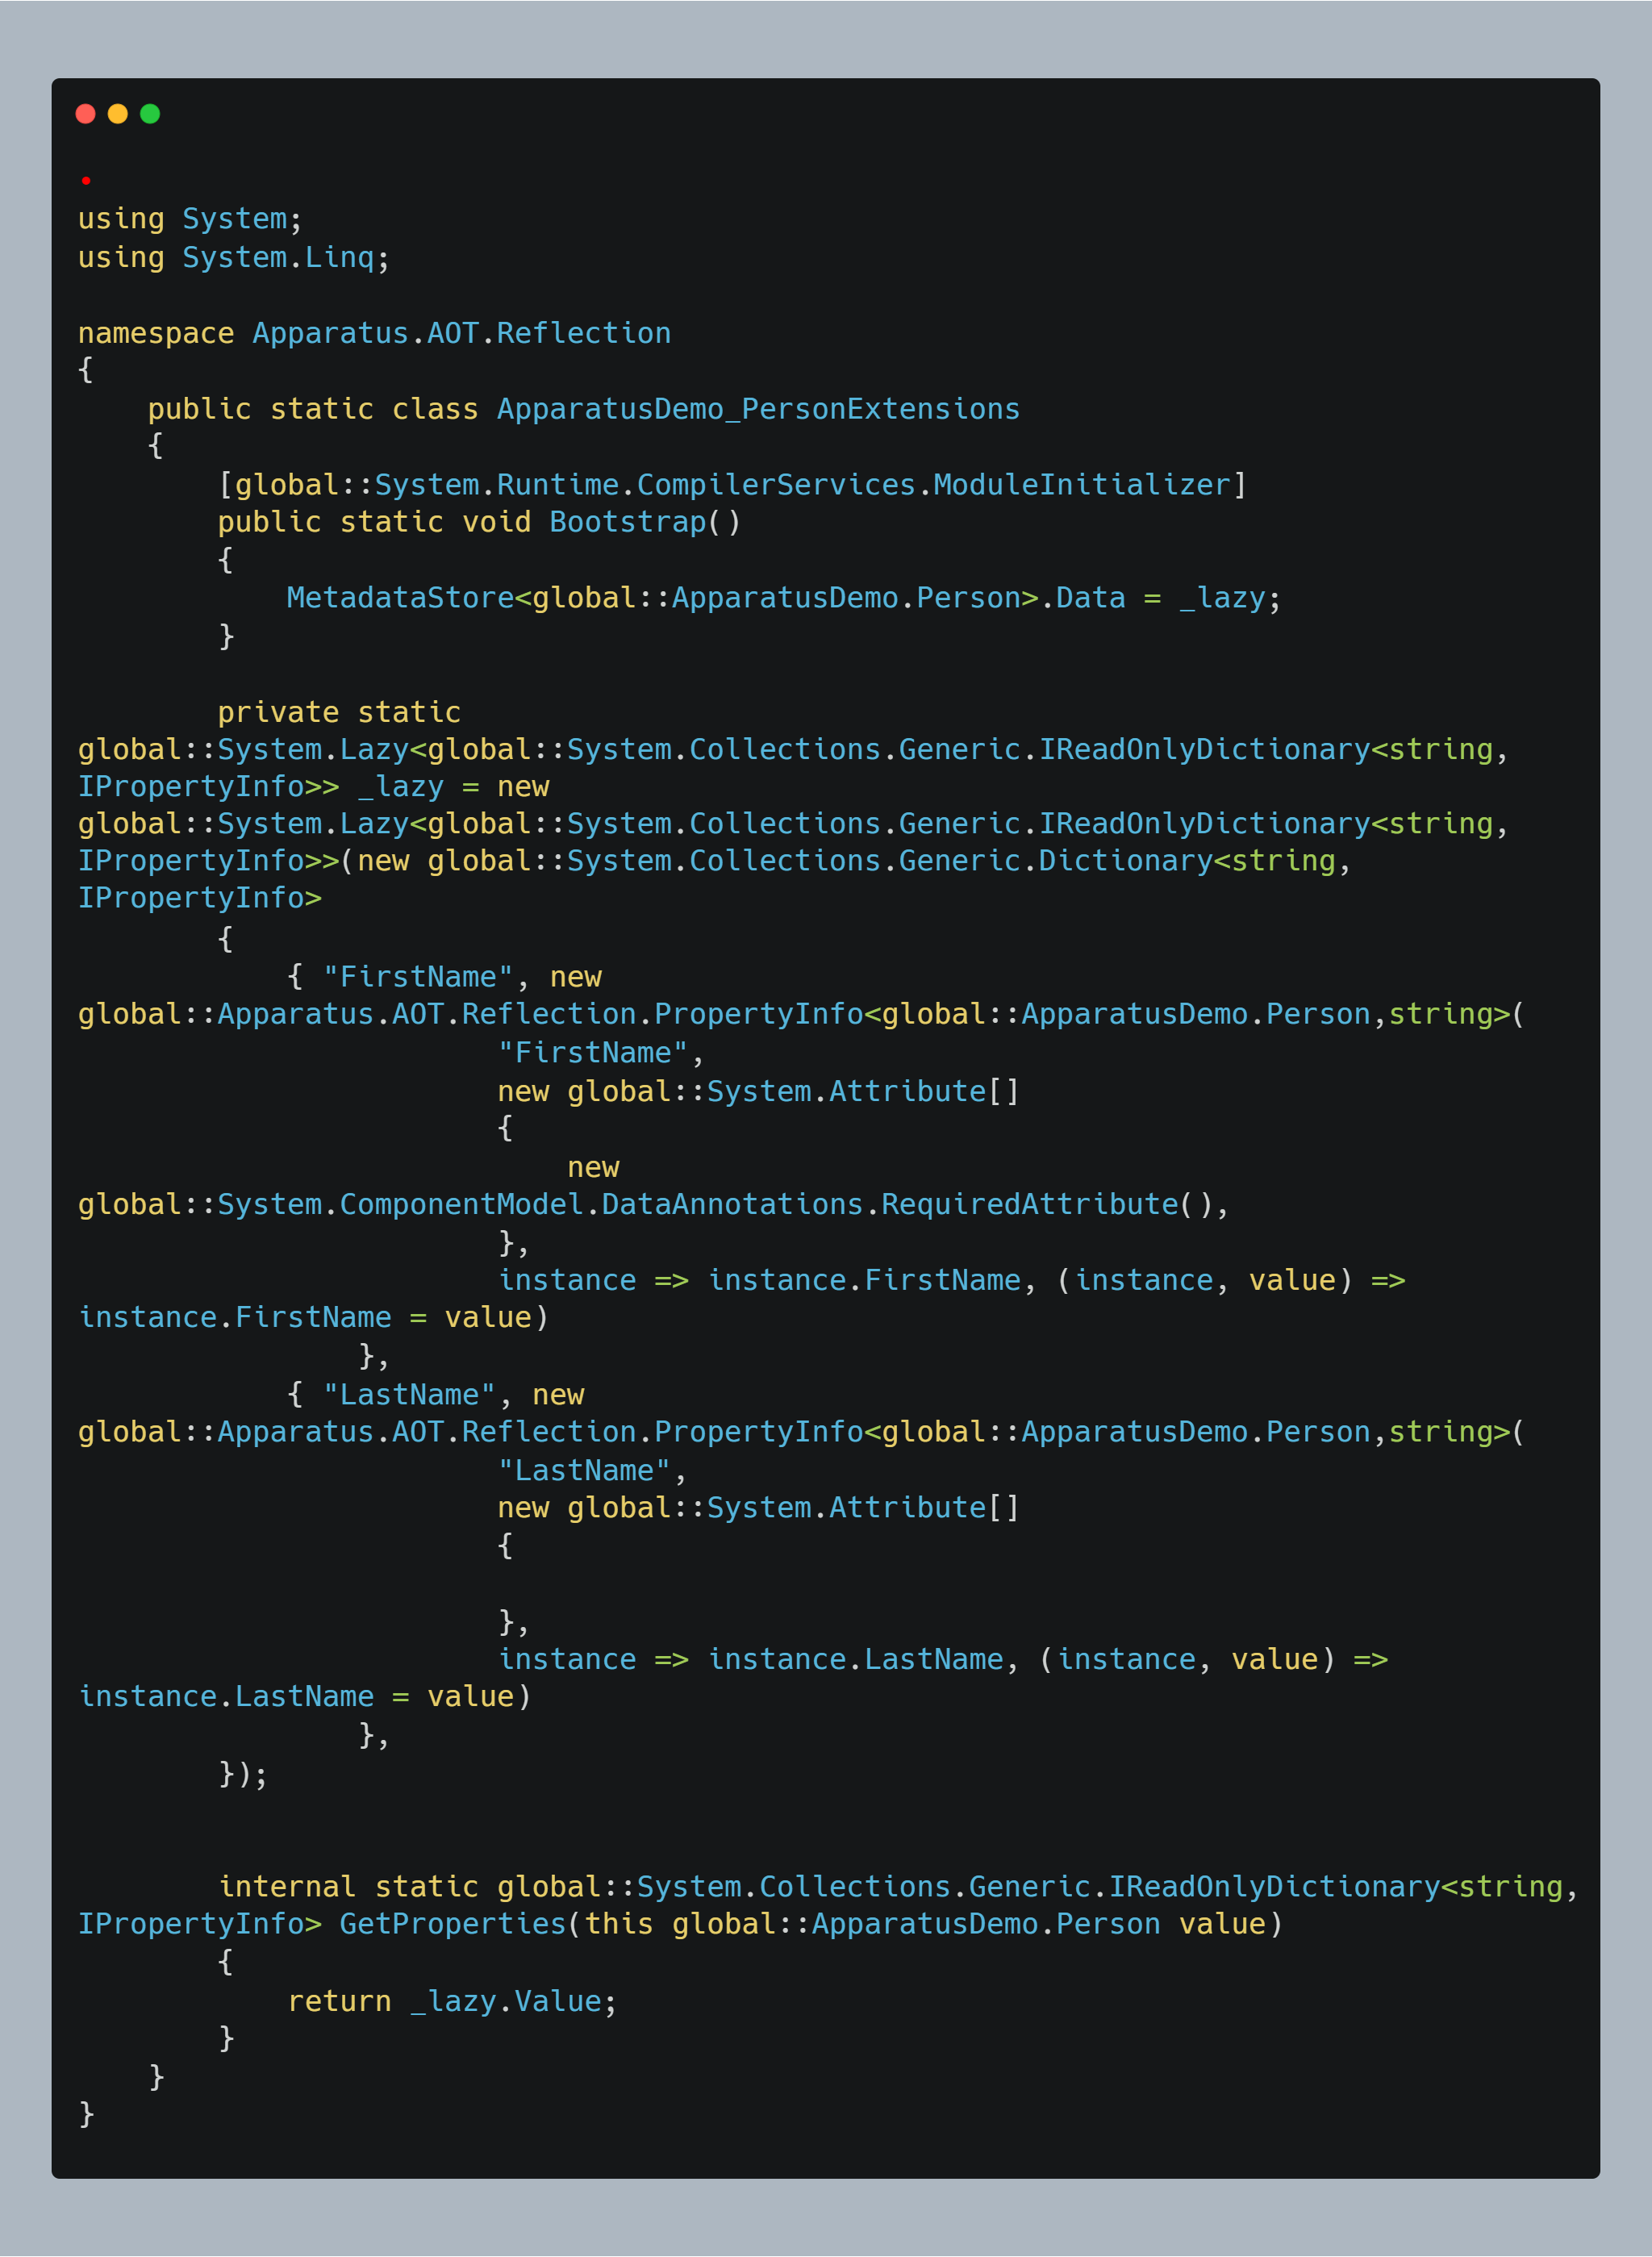 using System;
using System.Linq;

namespace Apparatus.AOT.Reflection
{
    public static class ApparatusDemo_PersonExtensions
    {
        [global::System.Runtime.CompilerServices.ModuleInitializer]
        public static void Bootstrap()
        {
            MetadataStore<global::ApparatusDemo.Person>.Data = _lazy;
        }

        private static
global::System.Lazy<global::System.Collections.Generic.IReadOnlyDictionary<string,
IPropertyInfo>> _lazy = new
global::System.Lazy<global::System.Collections.Generic.IReadOnlyDictionary<string,
IPropertyInfo>>(new global::System.Collections.Generic.Dictionary<string,
IPropertyInfo>
        {
            { "FirstName", new
global::Apparatus.AOT.Reflection.PropertyInfo<global::ApparatusDemo.Person,string>(
                        "FirstName",
                        new global::System.Attribute[]
                        {
                            new
global::System.ComponentModel.DataAnnotations.RequiredAttribute(),
                        },
                        instance => instance.FirstName, (instance, value) =>
instance.FirstName = value)
                },
            { "LastName", new
global::Apparatus.AOT.Reflection.PropertyInfo<global::ApparatusDemo.Person,string>(
                        "LastName",
                        new global::System.Attribute[]
                        {

                        },
                        instance => instance.LastName, (instance, value) =>
instance.LastName = value)
                },
        });


        internal static global::System.Collections.Generic.IReadOnlyDictionary<string,
IPropertyInfo> GetProperties(this global::ApparatusDemo.Person value)
        {
            return _lazy.Value;
        }
    }
}